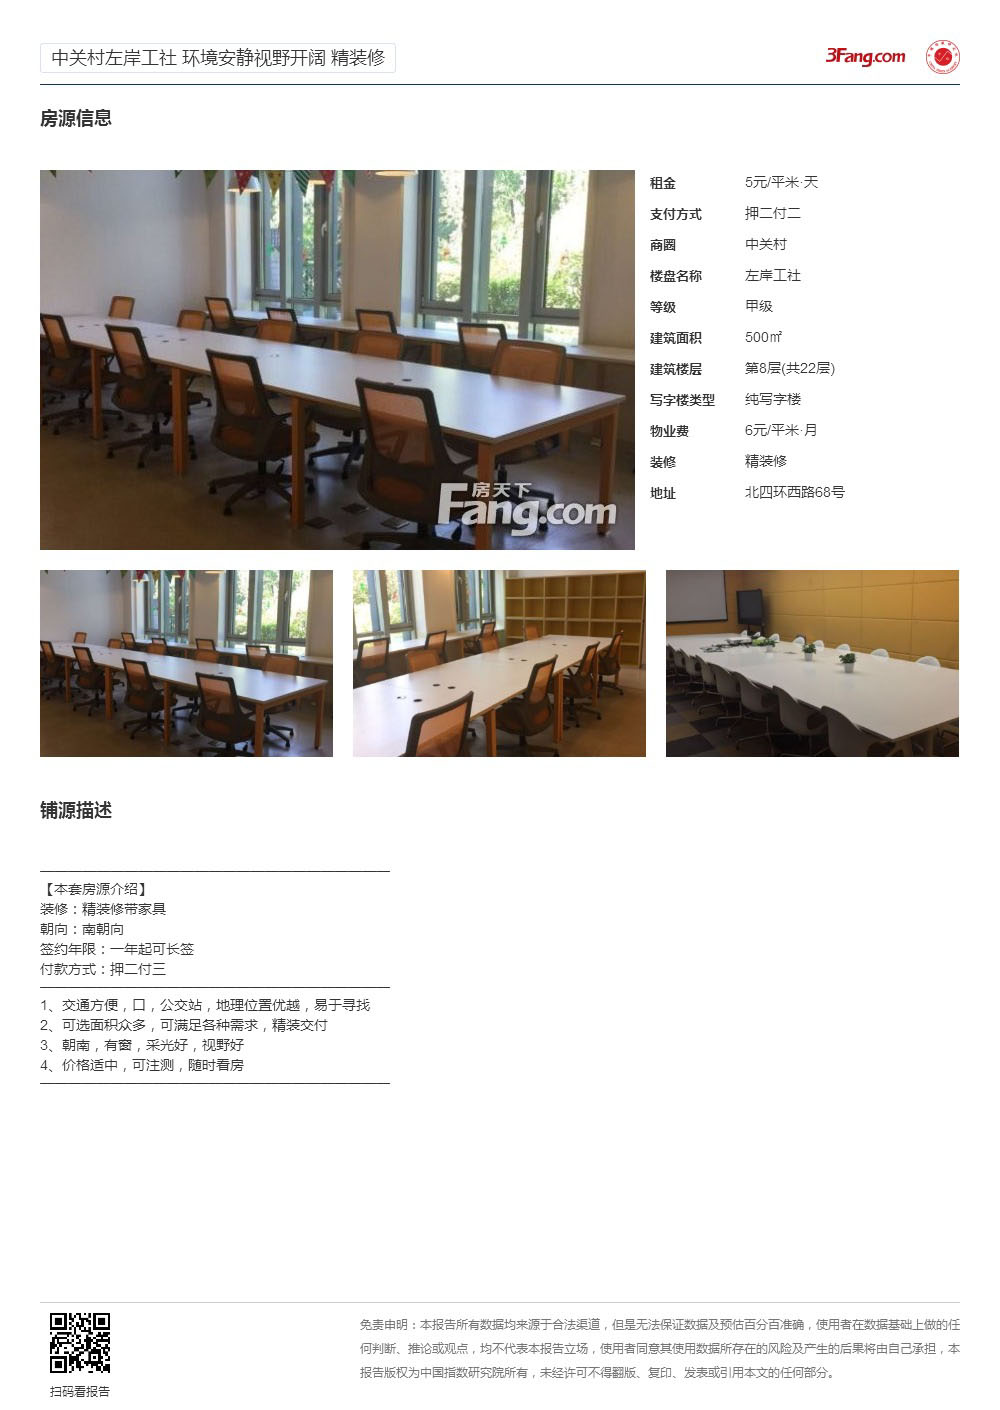 中关村左岸工社 环境安静视野开阔 精装修
3Fang.com
房源信息
租金 5元/平米·天
支付方式 押二付二
商圈 中关村
楼盘名称 左岸工社
等级 甲级
建筑面积 500㎡
建筑楼层 第8层(共22层)
写字楼类型 纯写字楼
物业费 6元/平米·月
装修 精装修
地址 北四环西路68号
房天下
Fang.com
铺源描述
【本套房源介绍】
装修：精装修带家具
朝向：南朝向
签约年限：一年起可长签
付款方式：押二付三
1、交通方便，口，公交站，地理位置优越，易于寻找
2、可选面积众多，可满足各种需求，精装交付
3、朝南，有窗，采光好，视野好
4、价格适中，可注测，随时看房
扫码看报告
免责申明：本报告所有数据均来源于合法渠道，但是无法保证数据及预估百分百准确，使用者在数据基础上做的任
何判断、推论或观点，均不代表本报告立场，使用者同意其使用数据所存在的风险及产生的后果将由自己承担，本
报告版权为中国指数研究院所有，未经许可不得翻版、复印、发表或引用本文的任何部分。